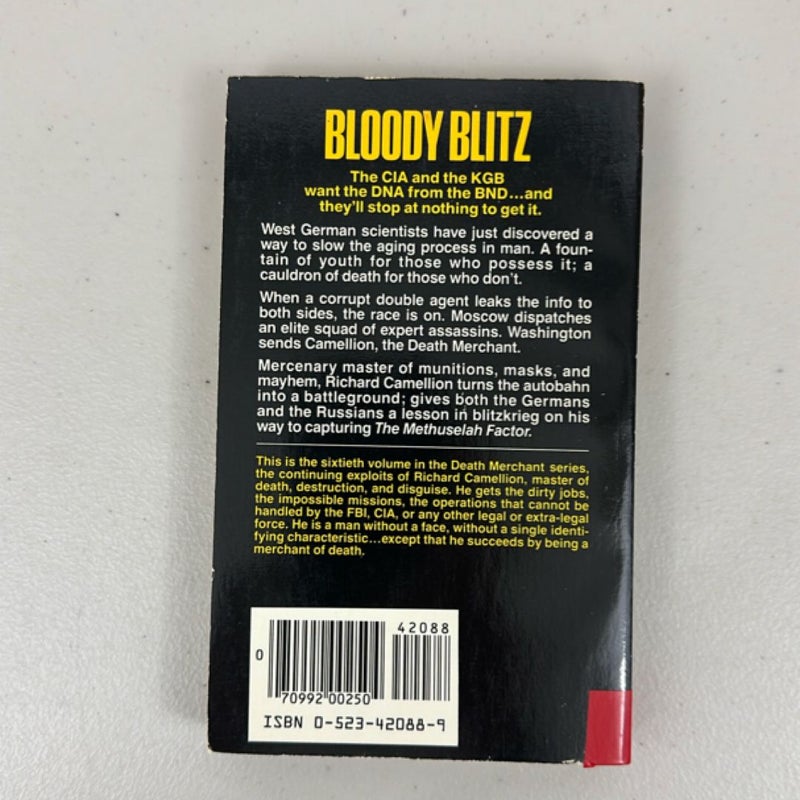 BLOODY BLITZ
The CIA and the KGB
want the DNA from the BND...and
they'll stop at nothing to get it.
West German scientists have just discovered a
way to slow the aging process in man. A foun-
tain of youth for those who possess it; a
cauldron of death for those who don't.
When a corrupt double agent leaks the info to
both sides, the race is on. Moscow dispatches
an elite squad of expert assassins. Washington
sends Camellion, the Death Merchant.
Mercenary master of munitions, masks, and
mayhem, Richard Camellion turns the autobahn
into a battleground; gives both the Germans
and the Russians a lesson in blitzkrieg on his
way to capturing The Methuselah Factor.
This is the sixtieth volume in the Death Merchant series,
the continuing exploits of Richard Camellion, master of
death, destruction, and disguise. He gets the dirty jobs,
the impossible missions, the operations that cannot be
handled by the FBI, CIA, or any other legal or extra-legal
force. He is a man without a face, without a single identi-
fying characteristic...except that he succeeds by being a
merchant of death.
42088
0
70992 00250
ISBN 0-523-42088-9